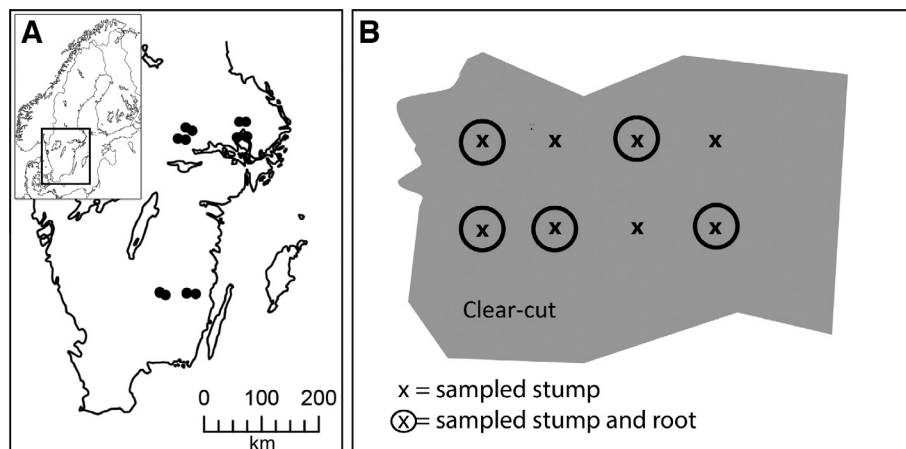 A
0 100 200
km
B
x x x x
x x x x
Clear-cut
x = sampled stump
ⓧ= sampled stump and root